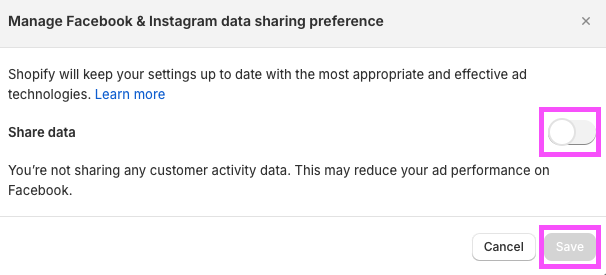 Manage Facebook & Instagram data sharing preference
Shopify will keep your settings up to date with the most appropriate and effective ad
technologies. Learn more
Share data
You're not sharing any customer activity data. This may reduce your ad performance on
Facebook.
Cancel
Save